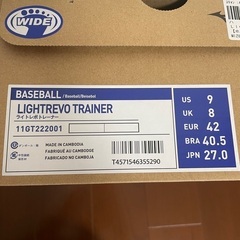 WIDE
BASEBALL /Baseball/Béisbol
LIGHTREVO TRAINER
ライトレボトレーナー
11GT222001
MADE IN CAMBODIA
FABRIQUÉ AU CAMBODGE
FABRICADO EN CAMBOJA
T4571546355290
US 9
UK 8
EUR 42
BRA 40.5
JPN 27.0